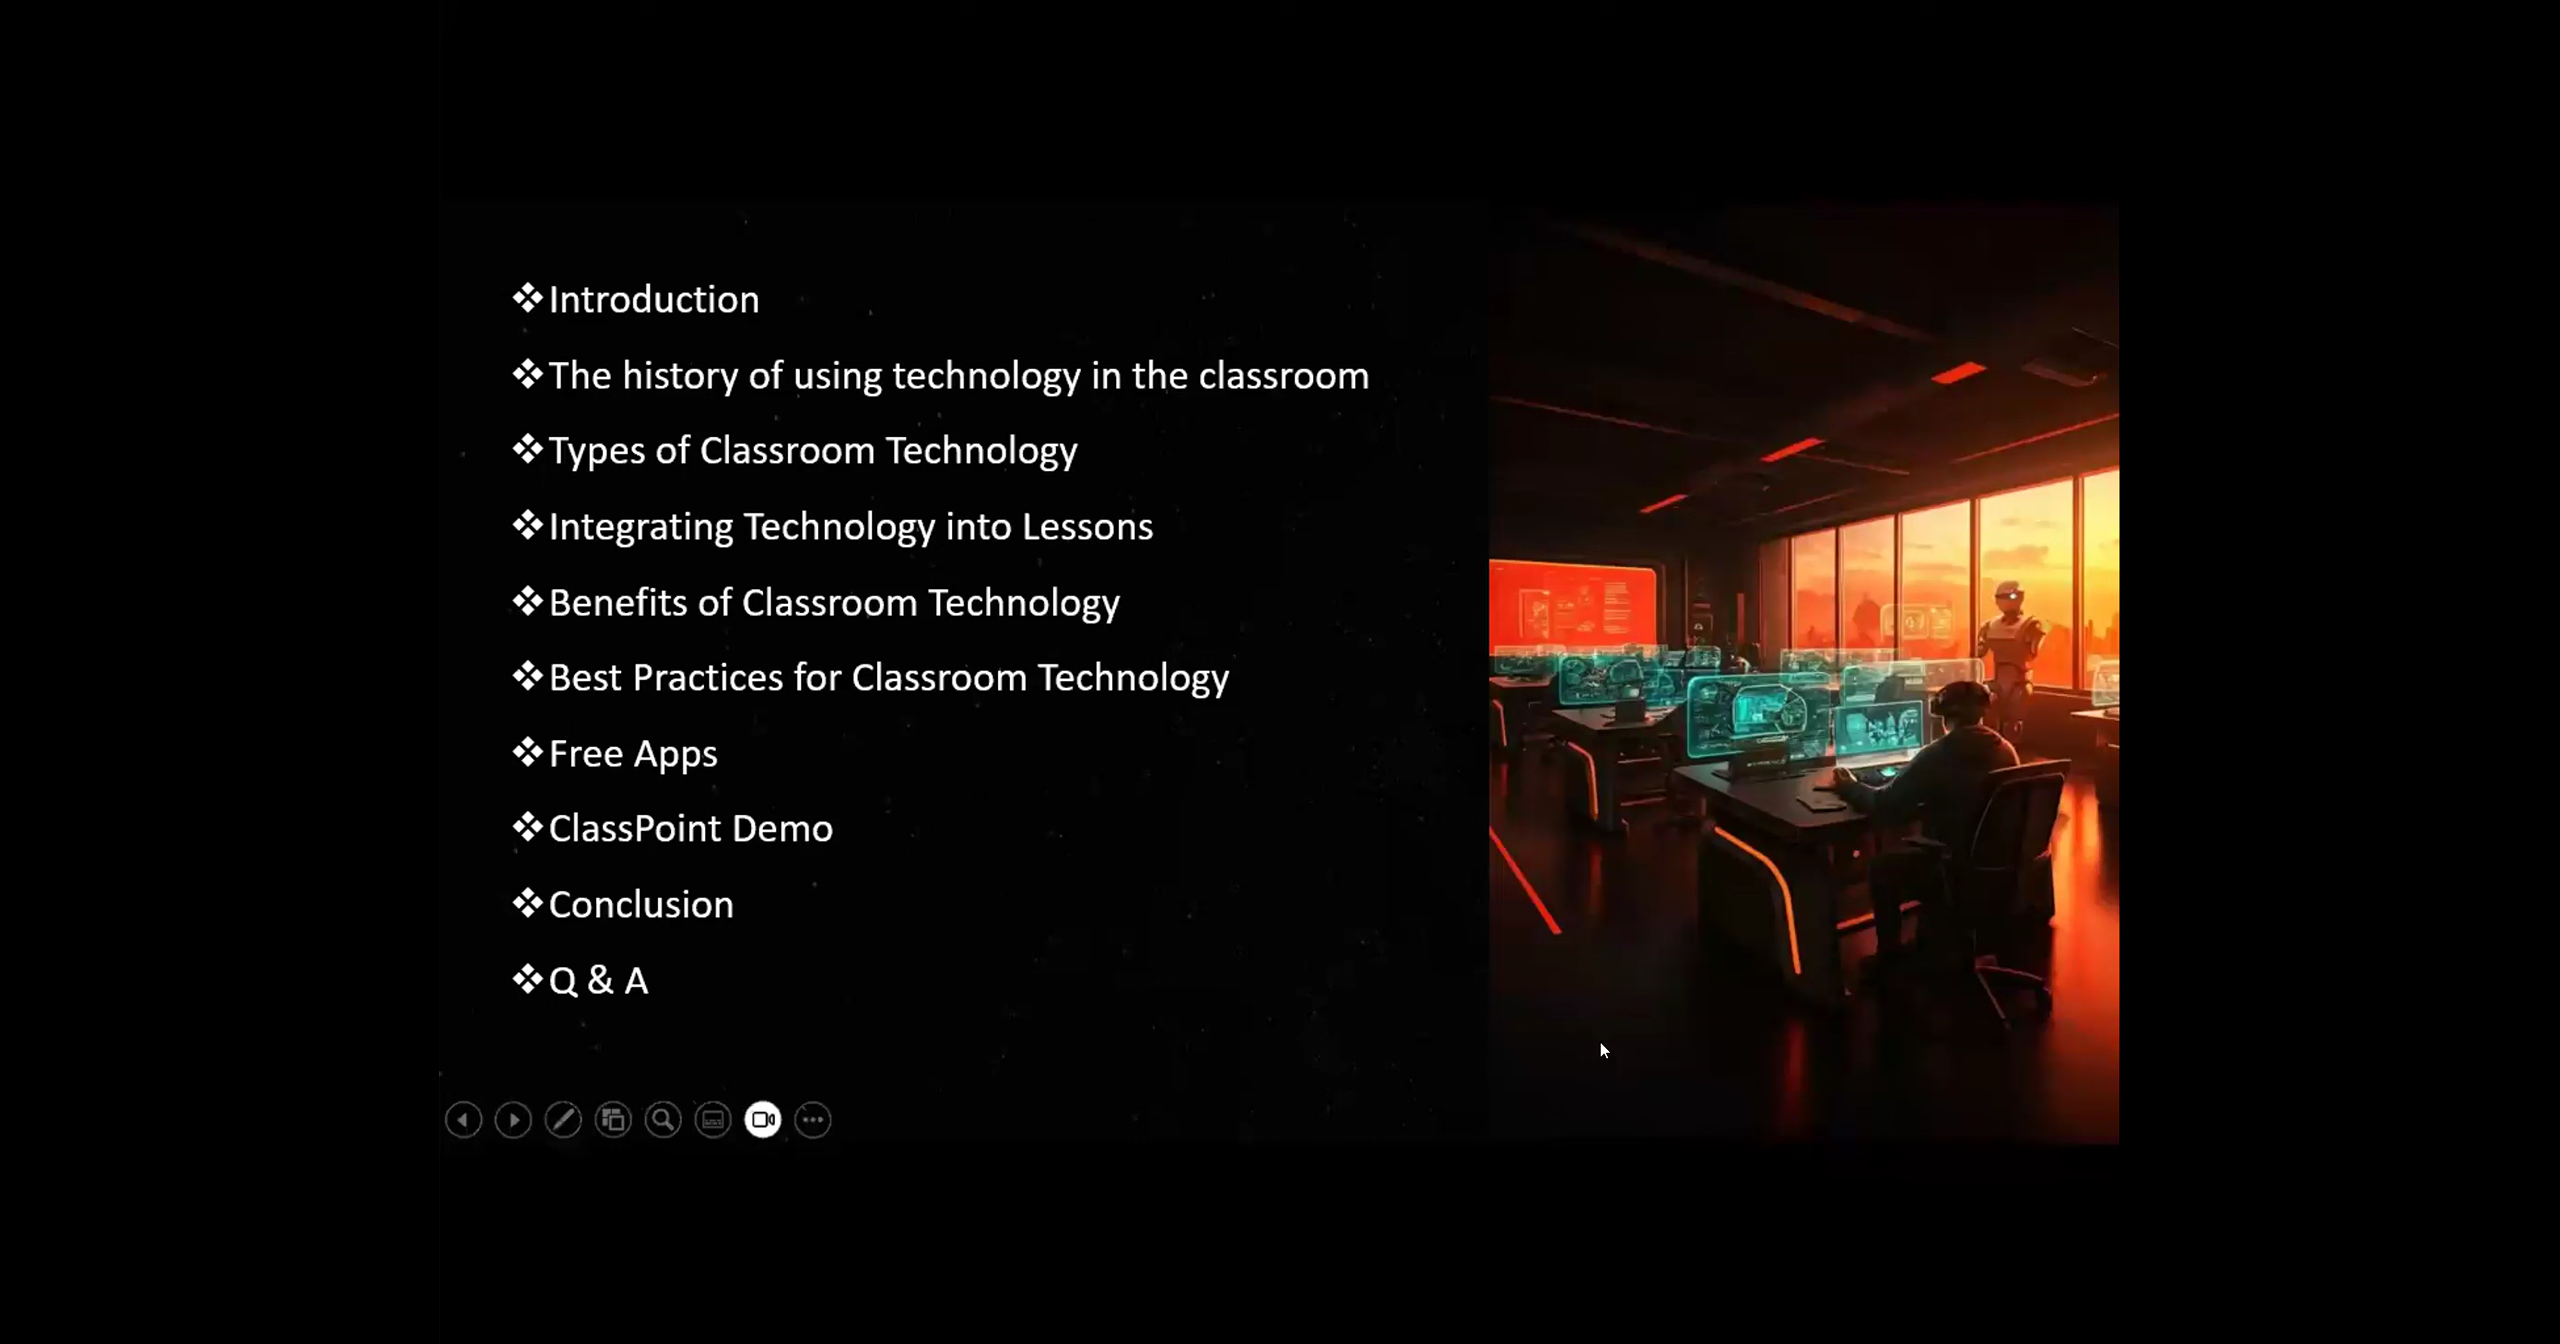 ❖Introduction
❖The history of using technology in the classroom
❖Types of Classroom Technology
❖Integrating Technology into Lessons
❖Benefits of Classroom Technology
❖Best Practices for Classroom Technology
❖Free Apps
❖ClassPoint Demo
❖Conclusion
❖Q & A